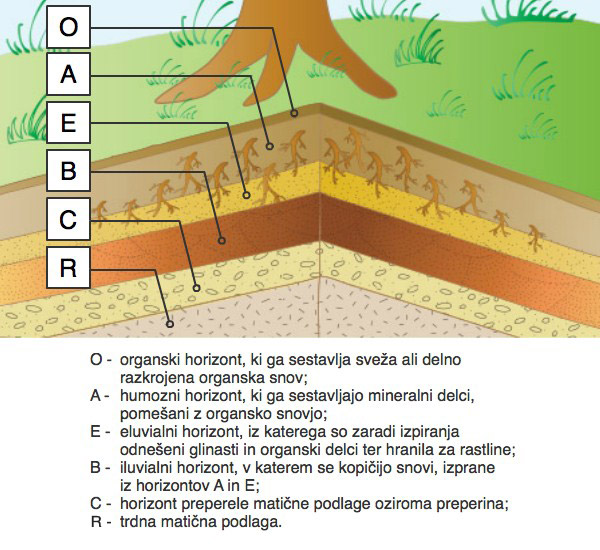 O
A
E
B
C
R
O - organski horizont, ki ga sestavlja sveža ali delno
razkrojena organska snov;
A - humozni horizont, ki ga sestavljajo mineralni delci,
pomešani z organsko snovjo;
E - eluvialni horizont, iz katerega so zaradi izpiranja
odnešeni glinasti in organski delci ter hranila za rastline;
B - iluvialni horizont, v katerem se kopičijo snovi, izprane
iz horizontov A in E;
C - horizont preperele matične podlage oziroma preperina;
R - trdna matična podlaga.